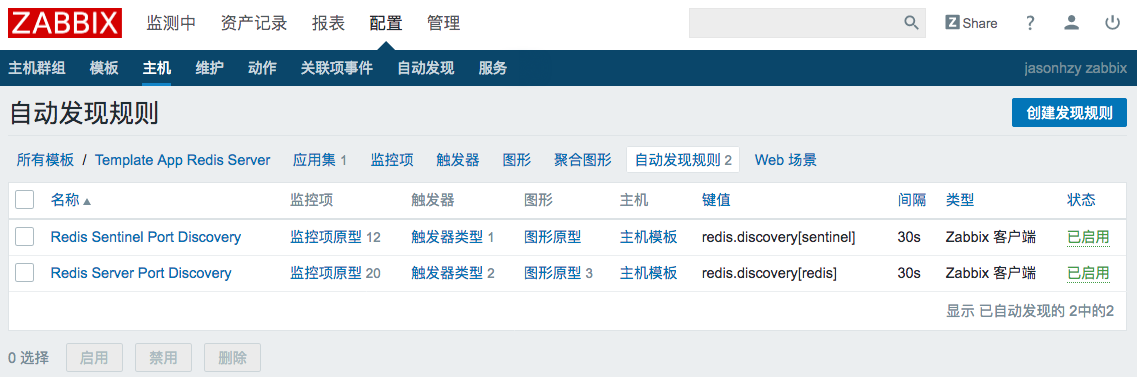 ZABBIX 监测中 资产记录 报表 配置 管理 Z Share ?
主机群组 模板 主机 维护 动作 关联项事件 自动发现 服务 jasonhzy zabbix
自动发现规则 创建发现规则
所有模板 / Template App Redis Server 应用集 1 监控项 触发器 图形 聚合图形 自动发现规则 2 Web 场景
名称 监控项 触发器 图形 主机 键值 间隔 类型 状态
Redis Sentinel Port Discovery 监控项原型 12 触发器类型 1 图形原型 主机模板 redis.discovery[sentinel] 30s Zabbix 客户端 已启用
Redis Server Port Discovery 监控项原型 20 触发器类型 2 图形原型 3 主机模板 redis.discovery[redis] 30s Zabbix 客户端 已启用
显示 已自动发现的 2中的2
0 选择 启用 禁用 删除